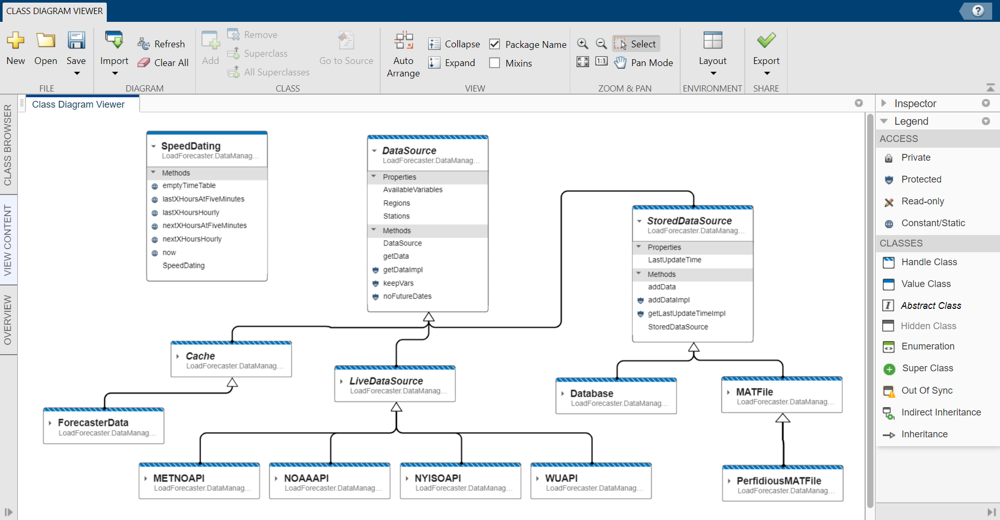 CLASS DIAGRAM VIEWER
New
Open
Save
FILE
Import
Refresh
Clear All
DIAGRAM
Add
Remove
Superclass
All Superclasses
Go to Source
CLASS
Auto
Arrange
Collapse
Expand
Package Name
Mixins
VIEW
1:1
Select
Pan Mode
ZOOM & PAN
Layout
ENVIRONMENT
Export
SHARE
CLASS BROWSER
VIEW CONTENT
OVERVIEW
Class Diagram Viewer
SpeedDating
LoadForecaster.DataManag...
Methods
emptyTimeTable
lastXHoursAtFiveMinutes
lastXHoursHourly
nextXHoursAtFiveMinutes
nextXHoursHourly
now
SpeedDating
DataSource
LoadForecaster.DataManag...
Properties
AvailableVariables
Regions
Stations
Methods
DataSource
getData
getDataImpl
keepVars
noFutureDates
StoredDataSource
LoadForecaster.DataManag...
Properties
LastUpdateTime
Methods
addData
addDataImpl
getLastUpdateTimeImpl
StoredDataSource
Cache
LoadForecaster.DataManag...
LiveDataSource
LoadForecaster.DataManag...
Database
LoadForecaster.DataManag...
MATFile
LoadForecaster.DataManag...
ForecasterData
LoadForecaster.DataManag...
METNOAPI
LoadForecaster.DataManag...
NOAAAPI
LoadForecaster.DataManag...
NYISOAPI
LoadForecaster.DataManag...
WUAPI
LoadForecaster.DataManag...
PerfidiousMATFile
LoadForecaster.DataManag...
Inspector
Legend
ACCESS
Private
Protected
Read-only
Constant/Static
CLASSES
Handle Class
Value Class
Abstract Class
Hidden Class
Enumeration
Super Class
Out Of Sync
Indirect Inheritance
Inheritance